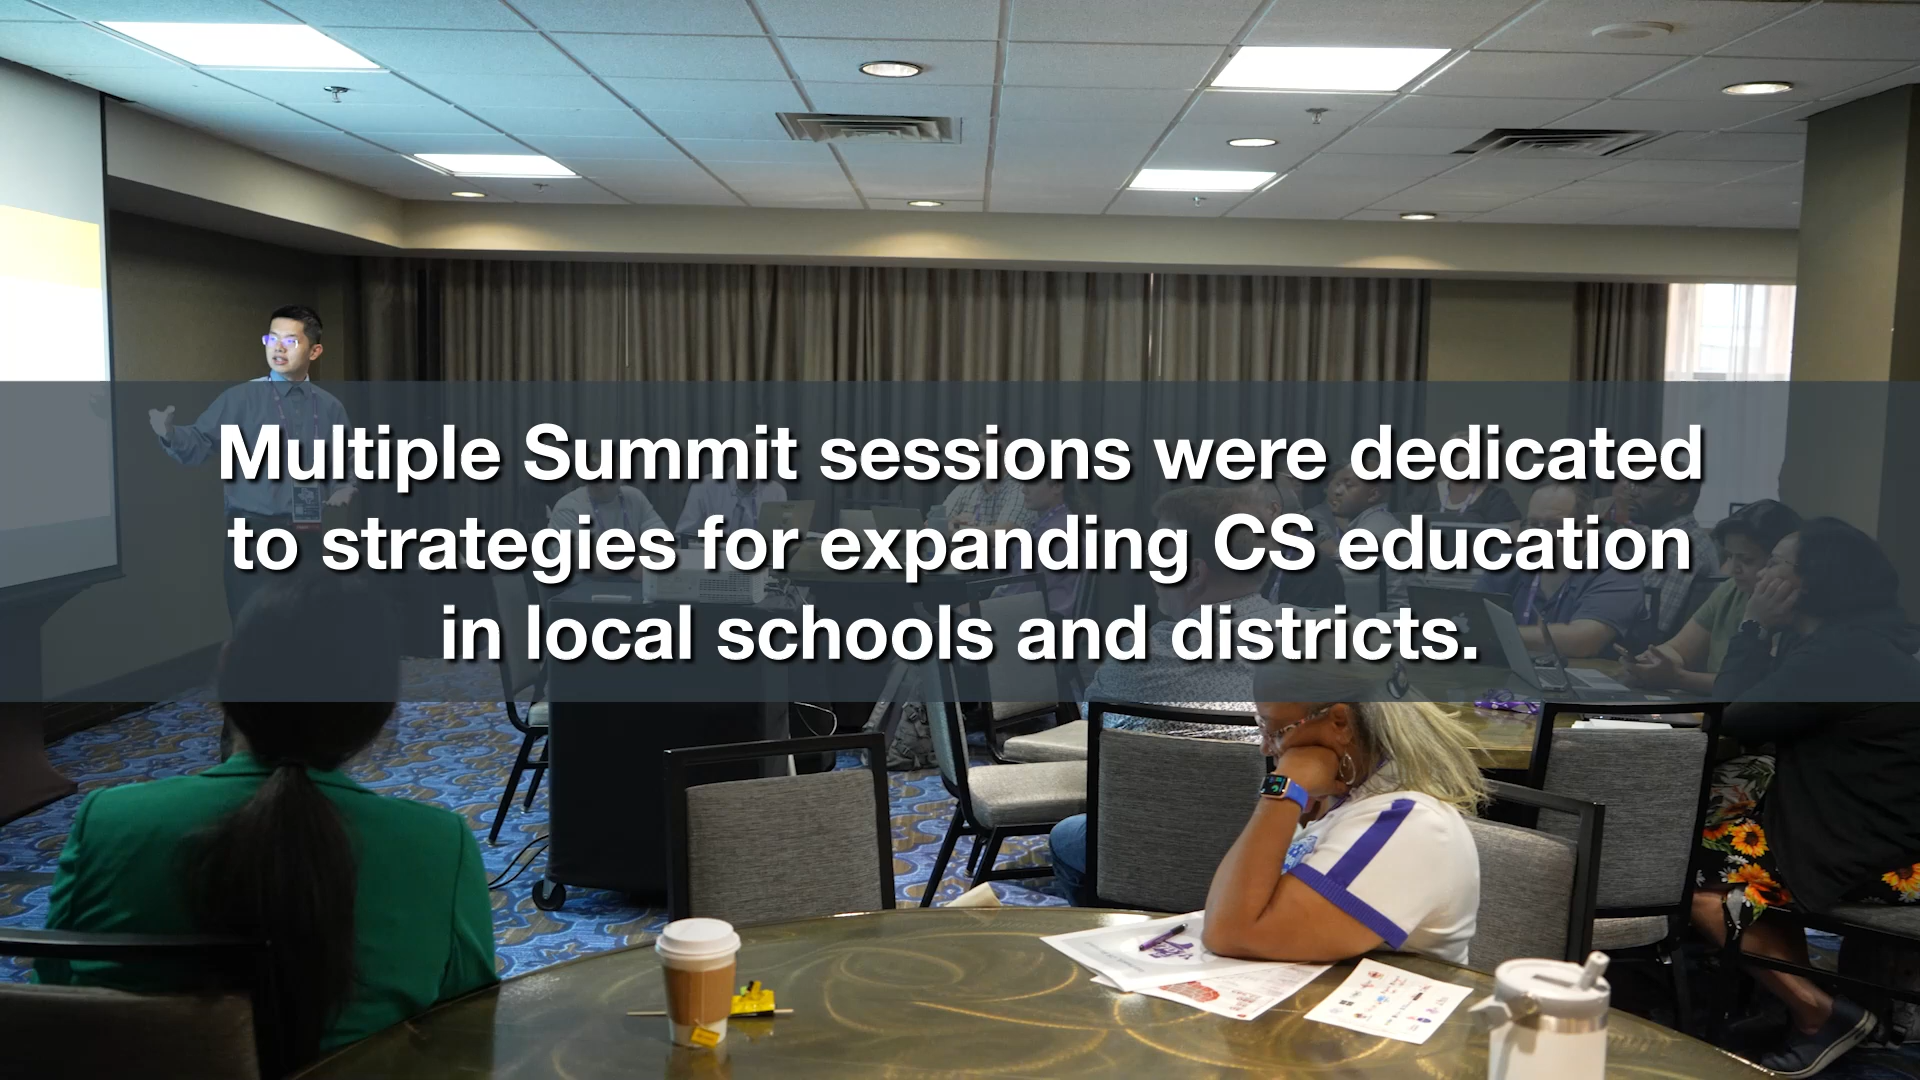 Multiple Summit sessions were dedicated
to strategies for expanding CS education
in local schools and districts.